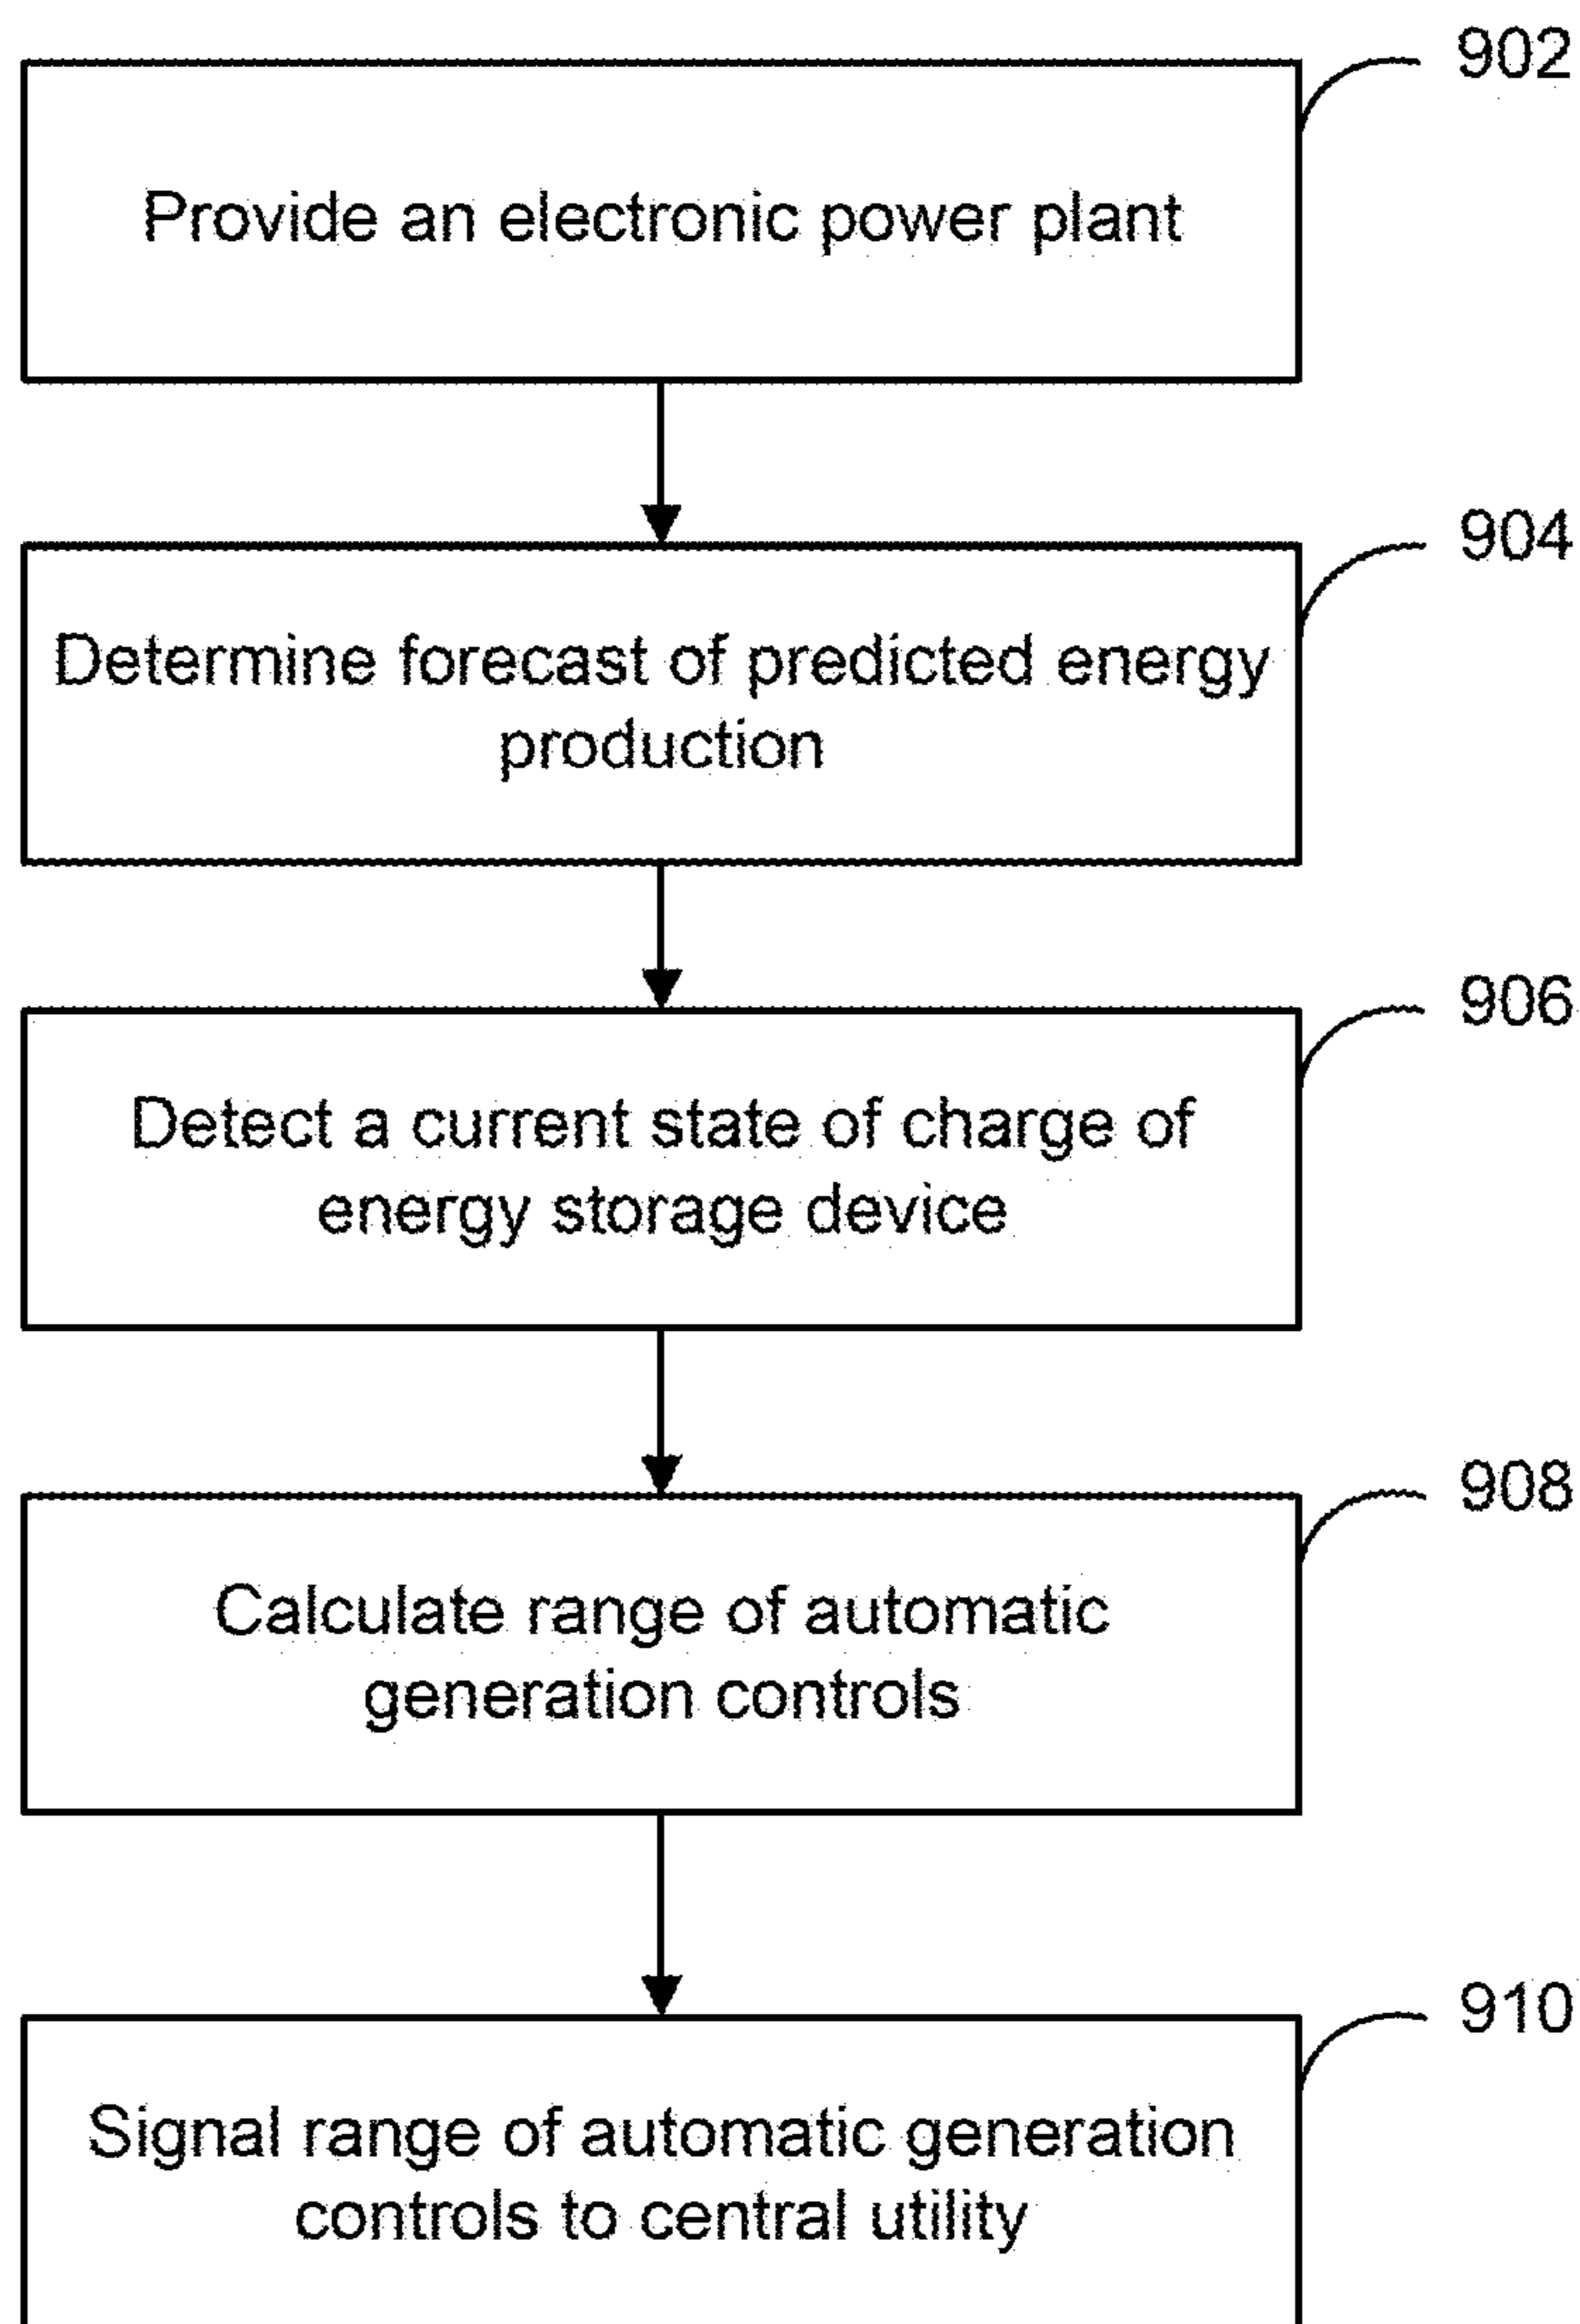 902
Provide an electronic power plant
904
Determine forecast of predicted energy
production
906
Detect a current state of charge of
energy storage device
908
Calculate range of automatic
generation controls
910
Signal range of automatic generation
controls to central utility